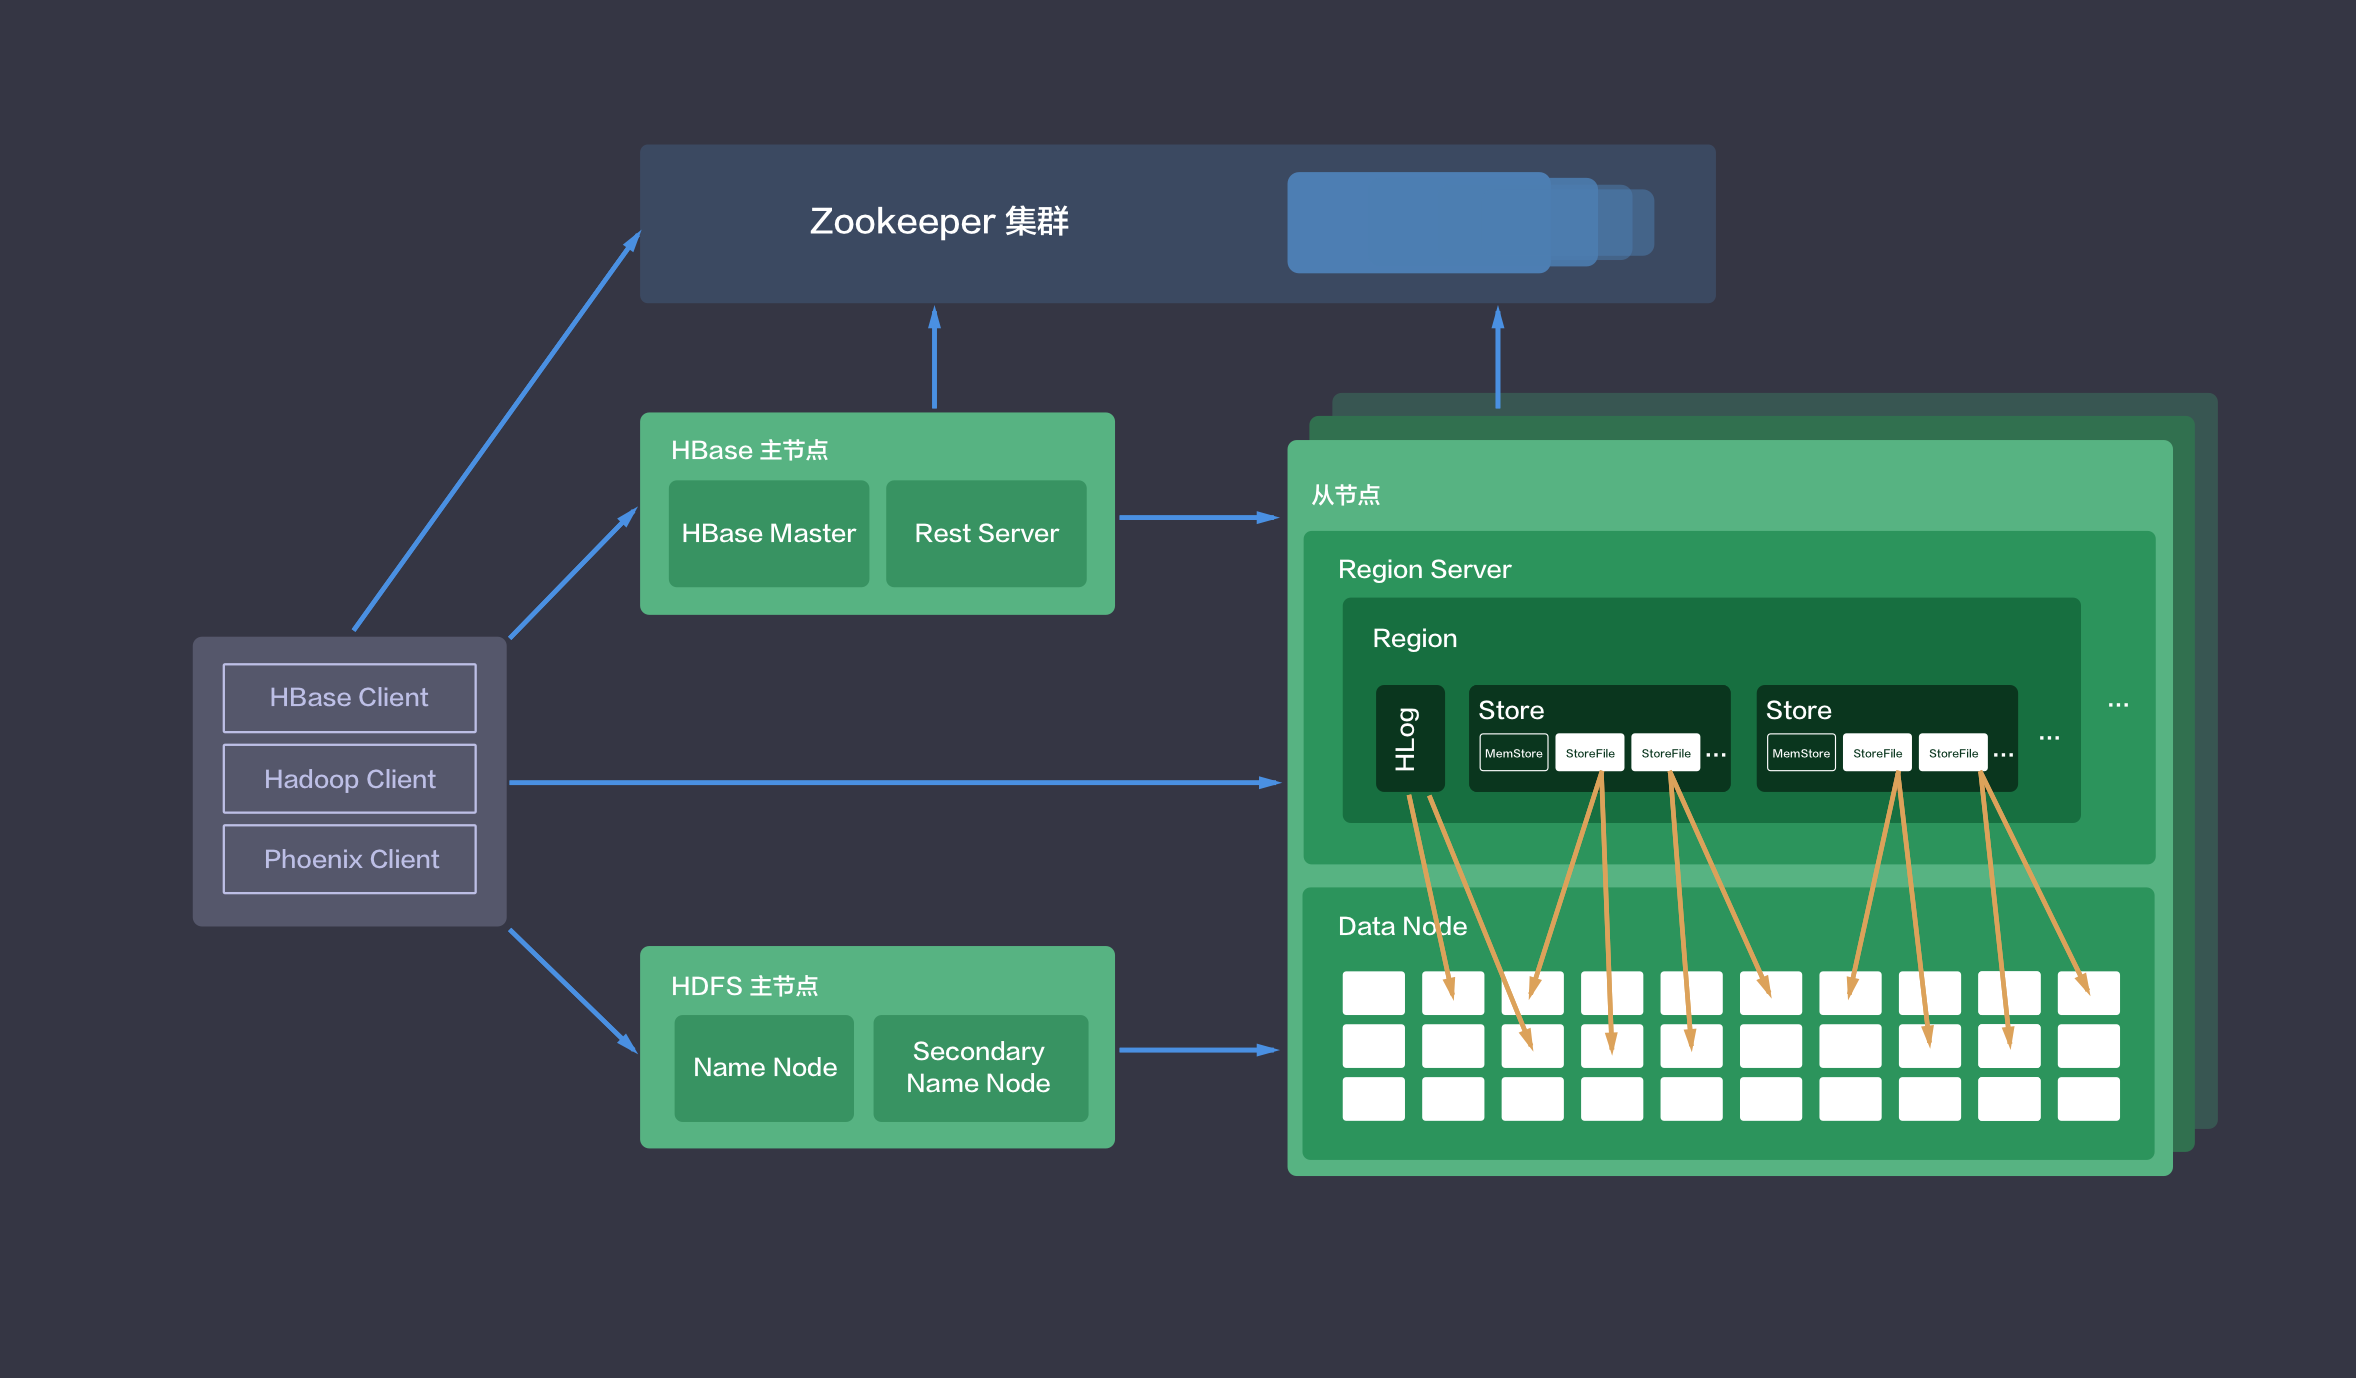 Zookeeper 集群
HBase 主节点
HBase Master
Rest Server
从节点
Region Server
Region
HLog
Store
MemStore
StoreFile
StoreFile
...
Store
MemStore
StoreFile
StoreFile
...
...
...
HBase Client
Hadoop Client
Phoenix Client
Data Node
HDFS 主节点
Name Node
Secondary
Name Node